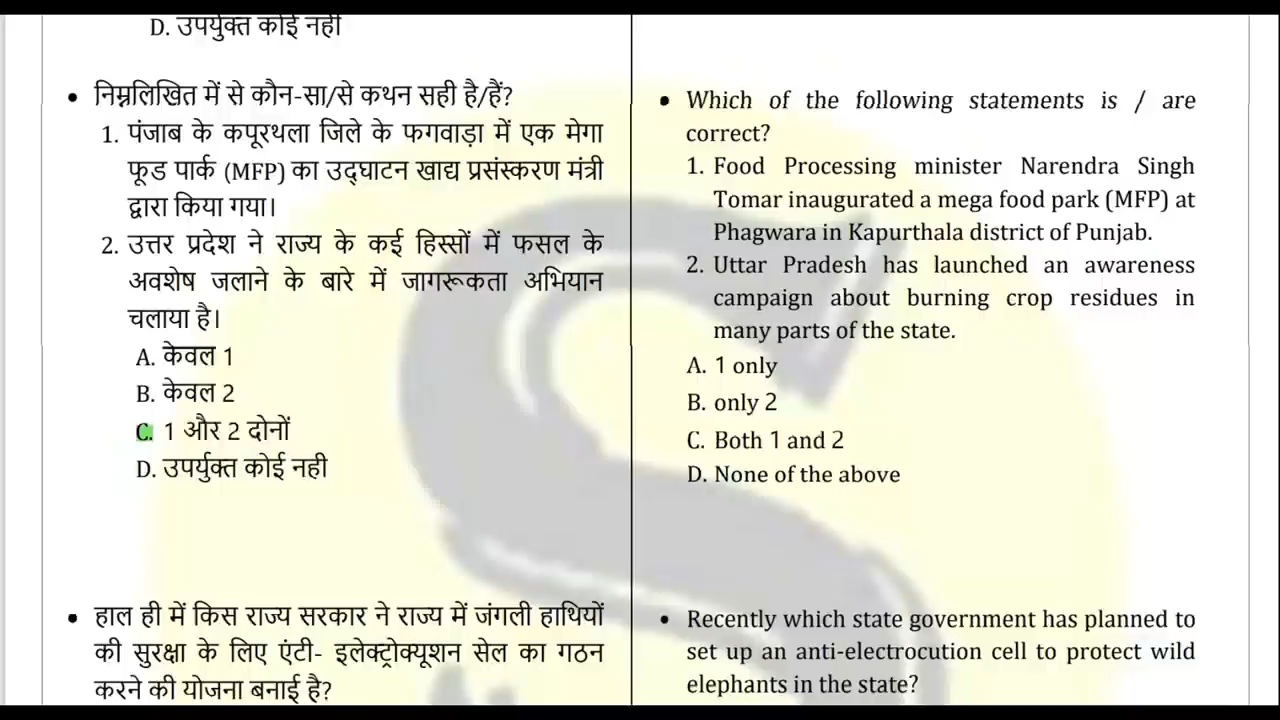 D. उपर्युक्त कोई नही
• निम्नलिखित में से कौन-सा/से कथन सही है/हैं?
1. पंजाब के कपूरथला जिले के फगवाड़ा में एक मेगा
फूड पार्क (MFP) का उद्घाटन खाद्य प्रसंस्करण मंत्री
द्वारा किया गया।
2. उत्तर प्रदेश ने राज्य के कई हिस्सों में फसल के
अवशेष जलाने के बारे में जागरूकता अभियान
चलाया है।
A. केवल 1
B. केवल 2
C. 1 और 2 दोनों
D. उपर्युक्त कोई नही
• हाल ही में किस राज्य सरकार ने राज्य में जंगली हाथियों
की सुरक्षा के लिए एंटी- इलेक्ट्रोक्यूशन सेल का गठन
करने की योजना बनाई है?
• Which of the following statements is / are
correct?
1. Food Processing minister Narendra Singh
Tomar inaugurated a mega food park (MFP) at
Phagwara in Kapurthala district of Punjab.
2. Uttar Pradesh has launched an awareness
campaign about burning crop residues in
many parts of the state.
A. 1 only
B. only 2
C. Both 1 and 2
D. None of the above
• Recently which state government has planned to
set up an anti-electrocution cell to protect wild
elephants in the state?